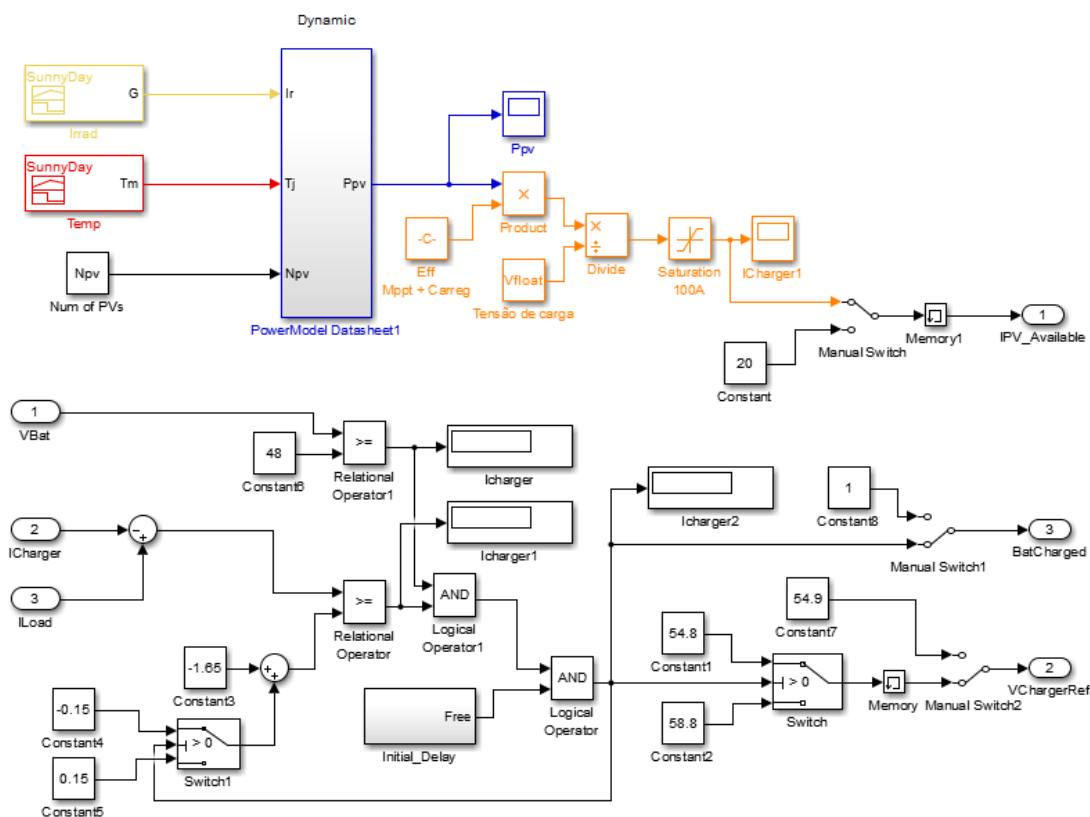 Dynamic
SunnyDay
G
Irrad
SunnyDay
Tm
Temp
Npv
Num of PVs
Ir
Tj
Npv
Ppv
PowerModel Datasheet1
Ppv
×
Product
-C-
Eff
Mppt + Carreg
Vfloat
Tensão de carga
×
÷
Divide
Saturation
100A
ICharger1
20
Constant
Manual Switch
Memory1
1
IPV_Available
1
VBat
48
Constant6
>=
Relational
Operator1
Icharger
Icharger1
2
ICharger
3
ILoad
−
+
>=
Relational
Operator
AND
Logical
Operator1
-1.65
Constant3
+
+
-0.15
Constant4
0.15
Constant5
> 0
Switch1
Free
Initial_Delay
AND
Logical
Operator
Icharger2
1
Constant8
Manual Switch1
3
BatCharged
54.9
Constant7
54.8
Constant1
58.8
Constant2
> 0
Switch
Memory
Manual Switch2
2
VChargerRef